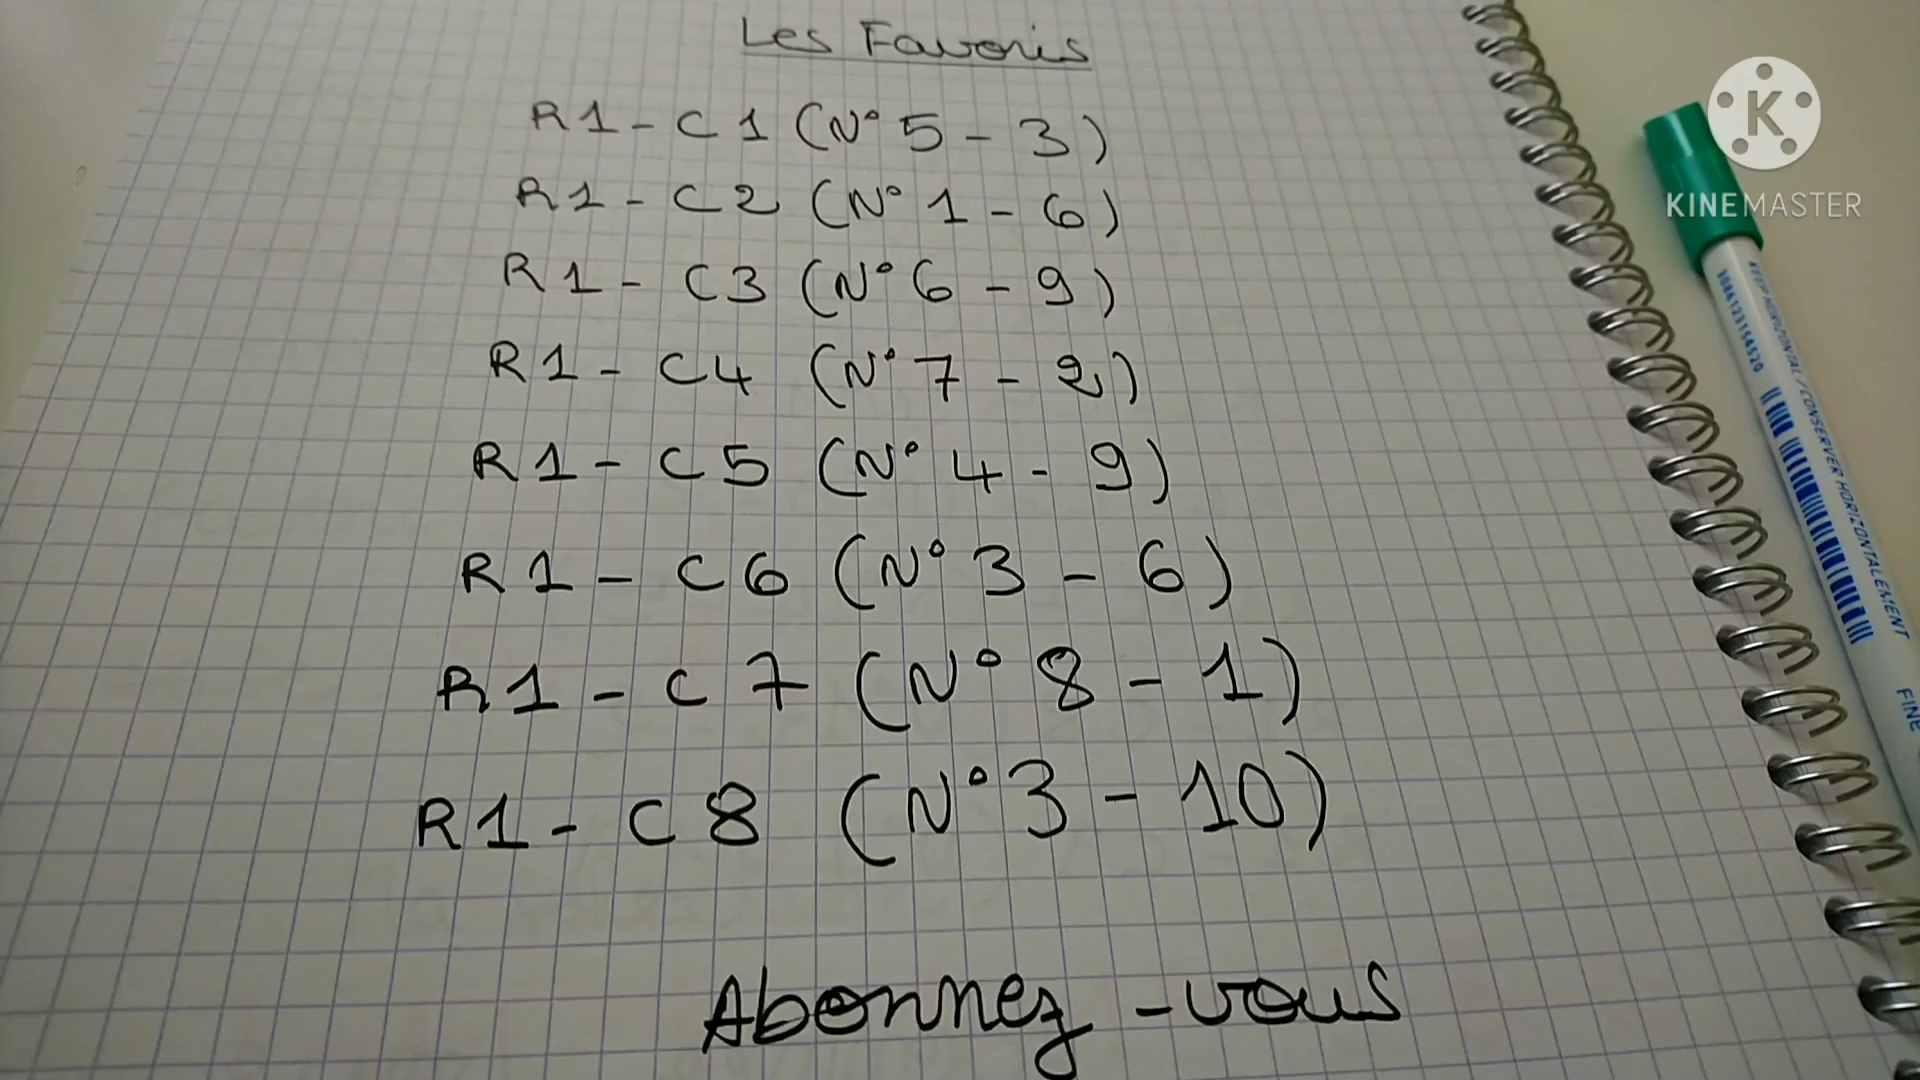 Les Favoris
R1 - C1 (N° 5 - 3)
R1 - C2 (N° 1 - 6)
R1 - C3 (N° 6 - 9)
R1 - C4 (N° 7 - 2)
R1 - C5 (N° 4 - 9)
R1 - C6 (N° 3 - 6)
R1 - C7 (N° 8 - 1)
R1 - C8 (N° 3 - 10)
Abonnez-vous
K
KINEMASTER
KEEP HORIZONTAL / CONSERVER HORIZONTALEMENT
FINE